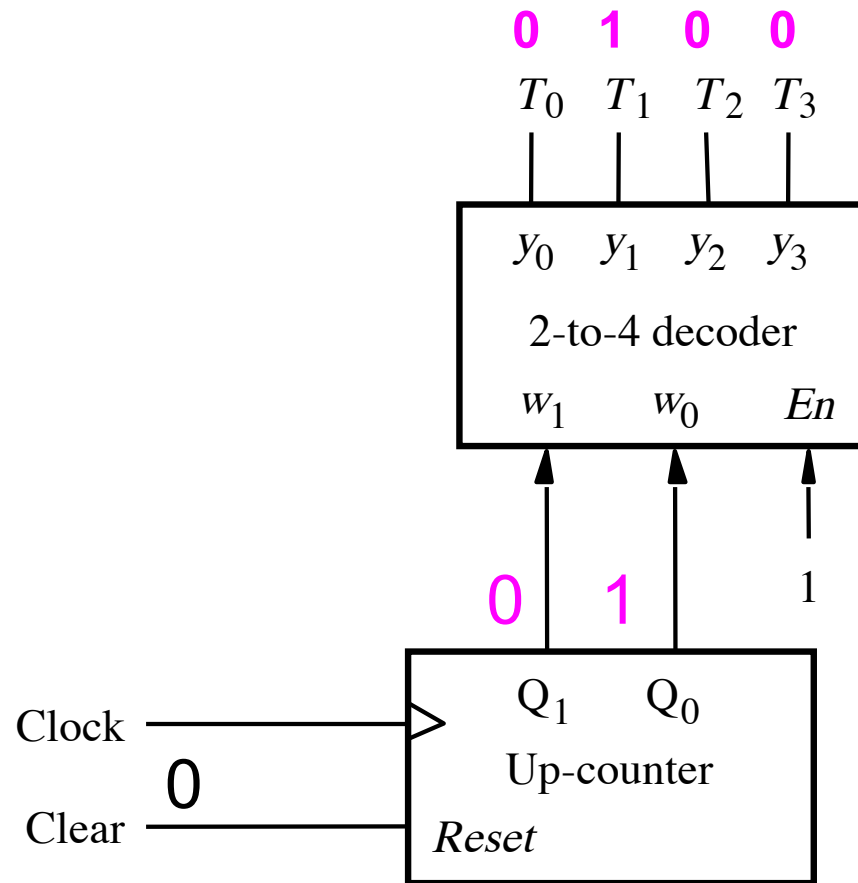 0 1 0 0
T0 T1 T2 T3
y0 y1 y2 y3
2-to-4 decoder
w1 w0 En
0 1 1
Q1 Q0
Clock
Up-counter
0
Clear Reset